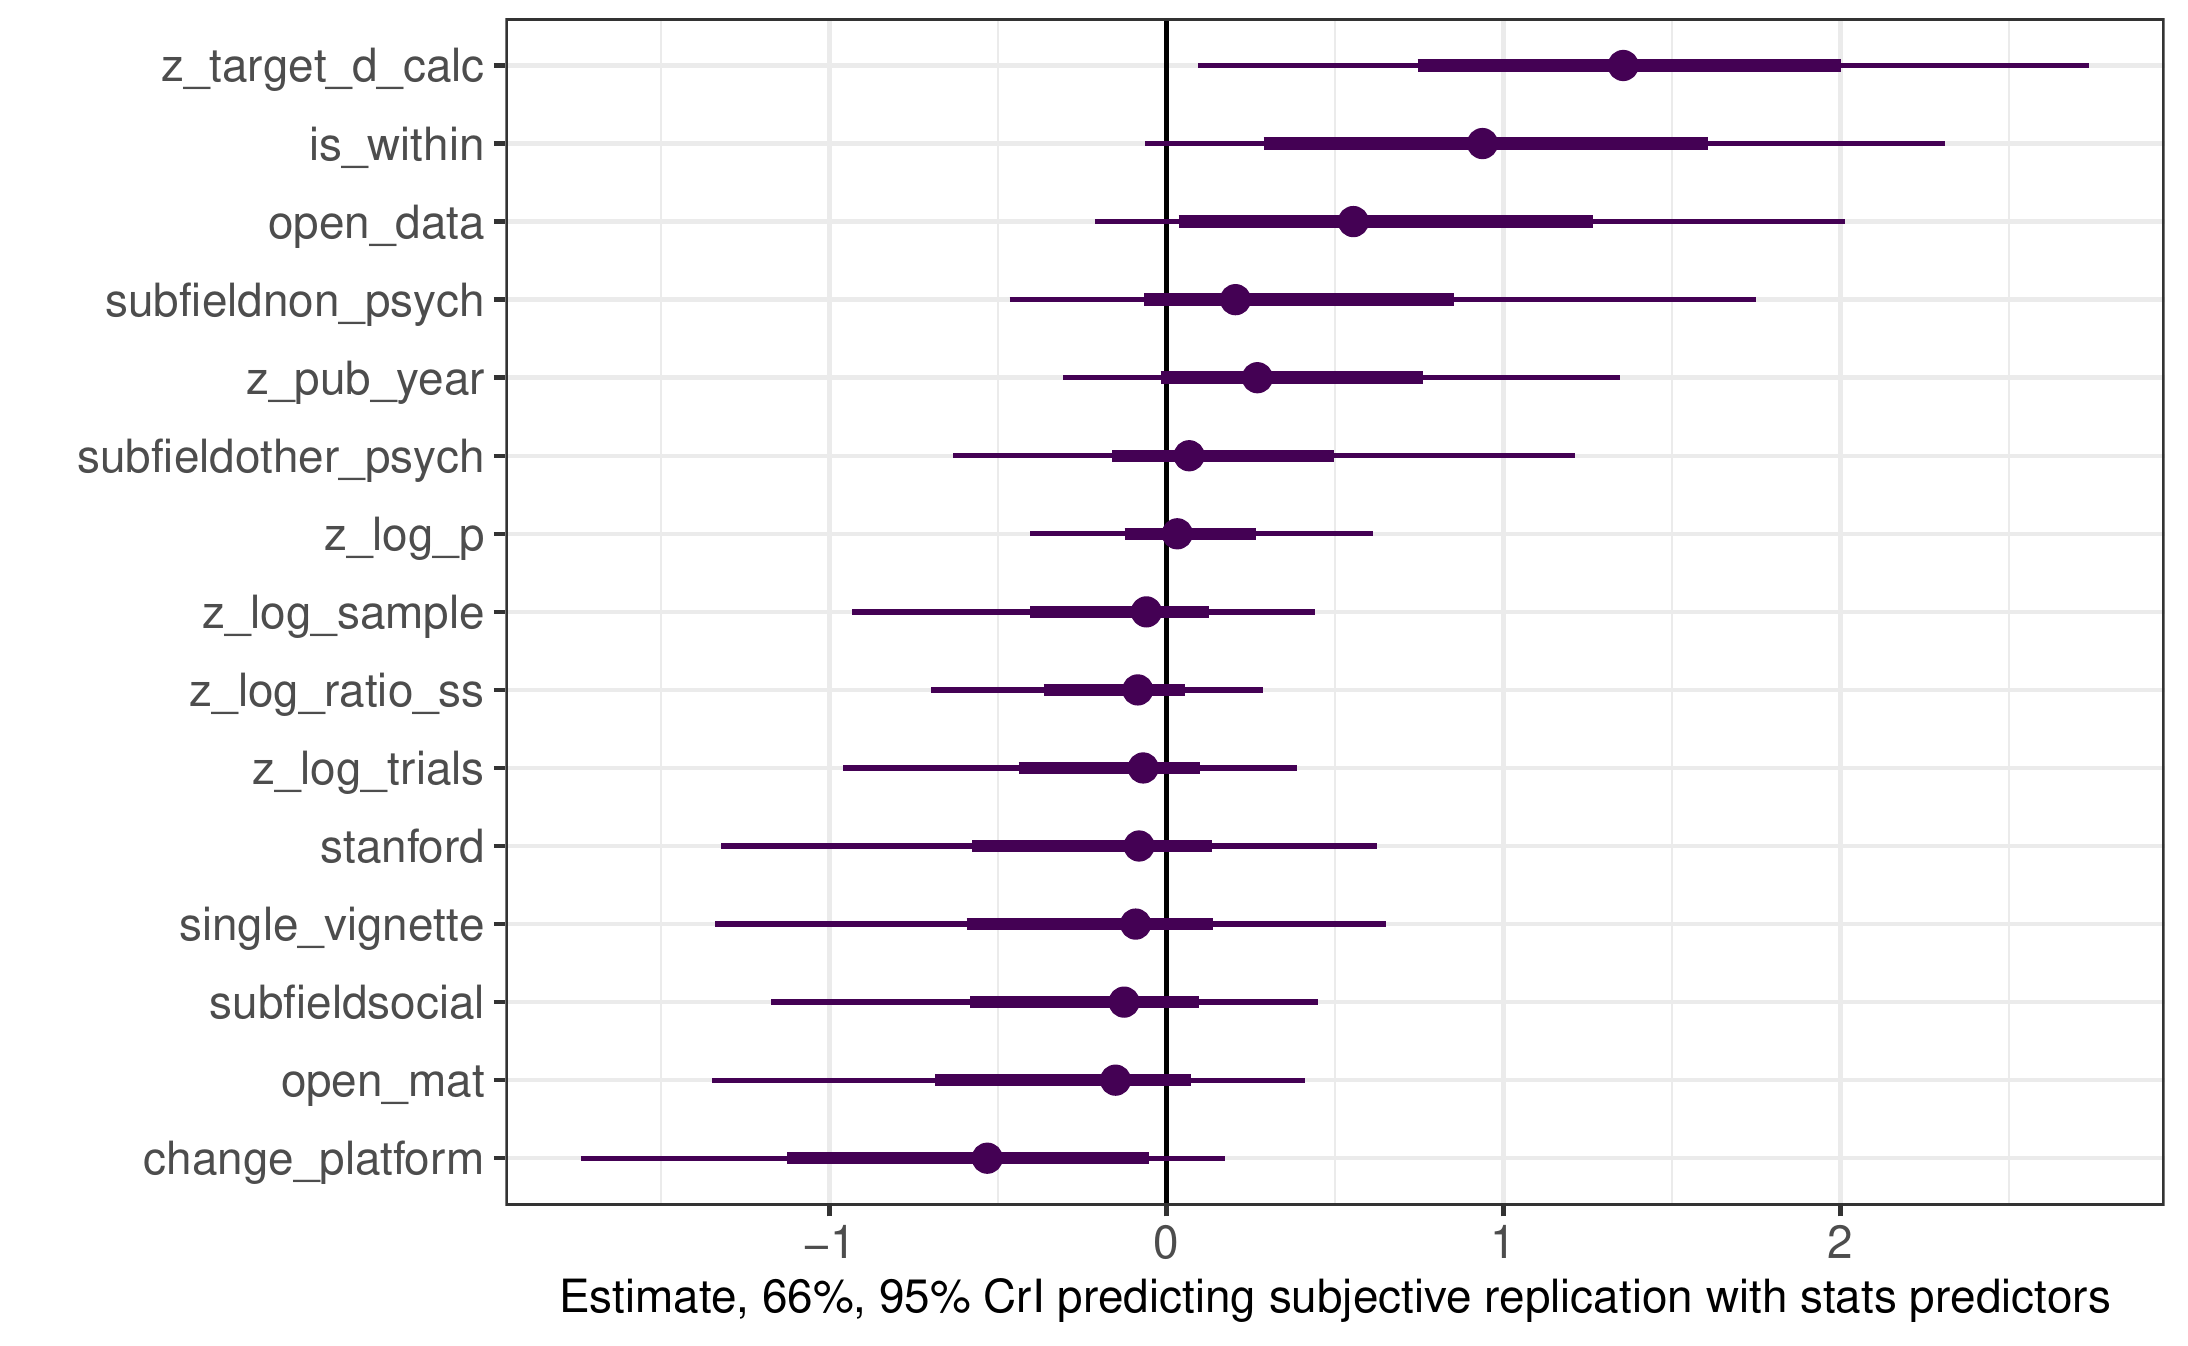 z_target_d_calc
is_within
open_data
subfieldnon_psych
z_pub_year
subfieldother_psych
z_log_p
z_log_sample
z_log_ratio_ss
z_log_trials
stanford
single_vignette
subfieldsocial
open_mat
change_platform
−1 0 1 2
Estimate, 66%, 95% CrI predicting subjective replication with stats predictors